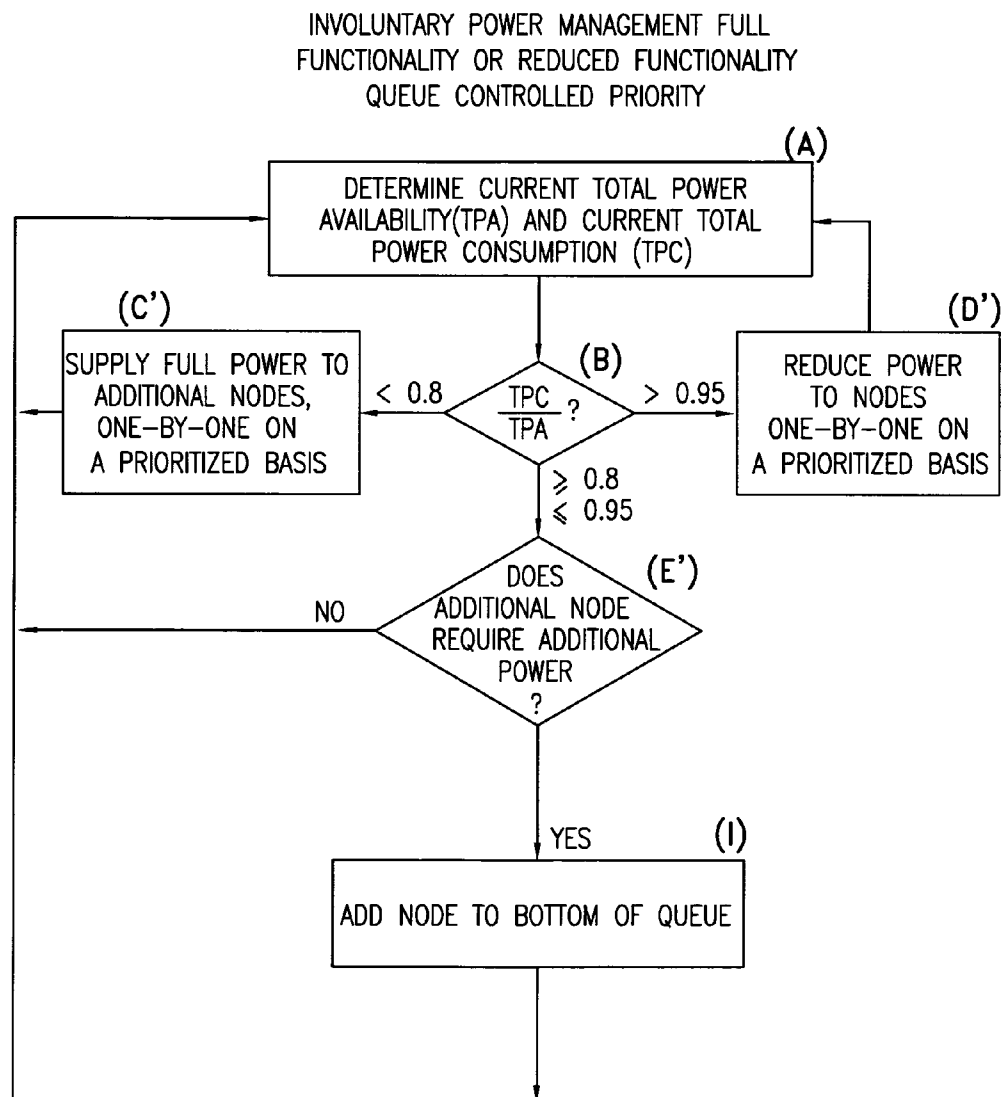 INVOLUNTARY POWER MANAGEMENT FULL
FUNCTIONALITY OR REDUCED FUNCTIONALITY
QUEUE CONTROLLED PRIORITY
(A)
DETERMINE CURRENT TOTAL POWER
AVAILABILITY(TPA) AND CURRENT TOTAL
POWER CONSUMPTION (TPC)
(C')
SUPPLY FULL POWER TO
ADDITIONAL NODES,
ONE-BY-ONE ON
A PRIORITIZED BASIS
< 0.8
(B)
TPC
TPA
?
> 0.95
(D')
REDUCE POWER
TO NODES
ONE-BY-ONE ON
A PRIORITIZED BASIS
⩾ 0.8
⩽ 0.95
(E')
DOES
ADDITIONAL NODE
REQUIRE ADDITIONAL
POWER
?
NO
YES
(I)
ADD NODE TO BOTTOM OF QUEUE